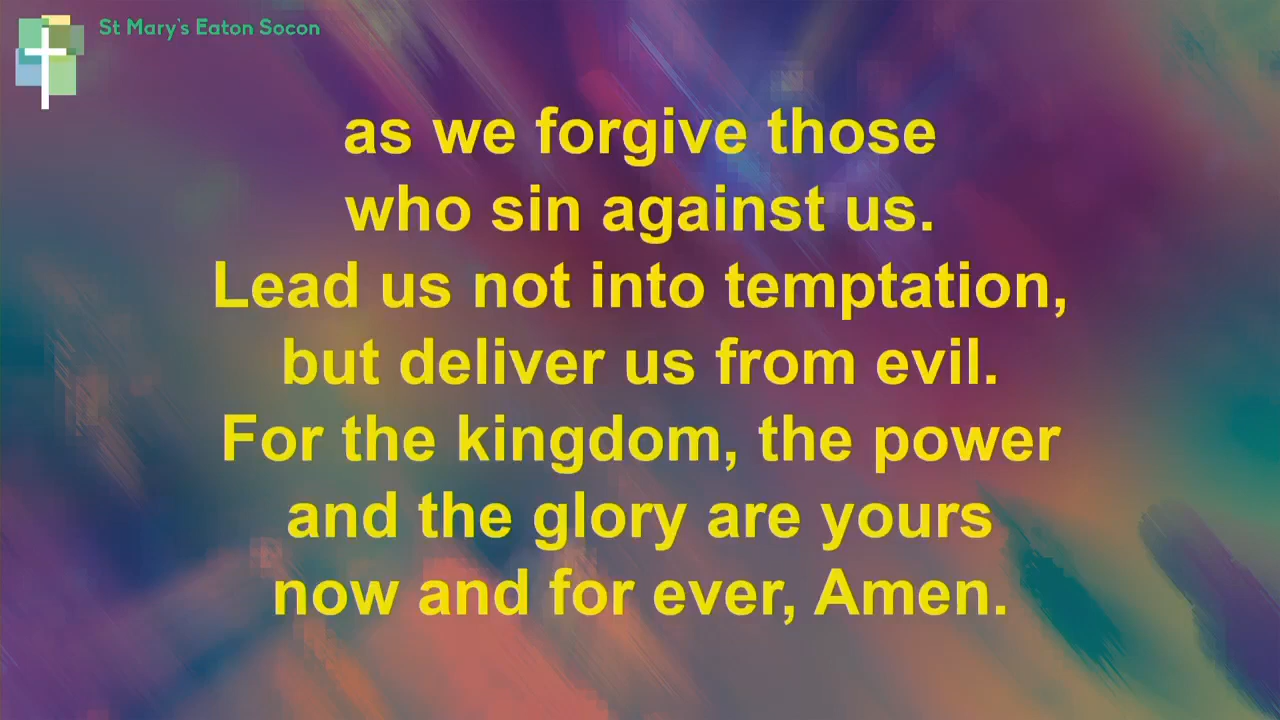 St Mary's Eaton Socon
as we forgive those
who sin against us.
Lead us not into temptation,
but deliver us from evil.
For the kingdom, the power
and the glory are yours
now and for ever, Amen.